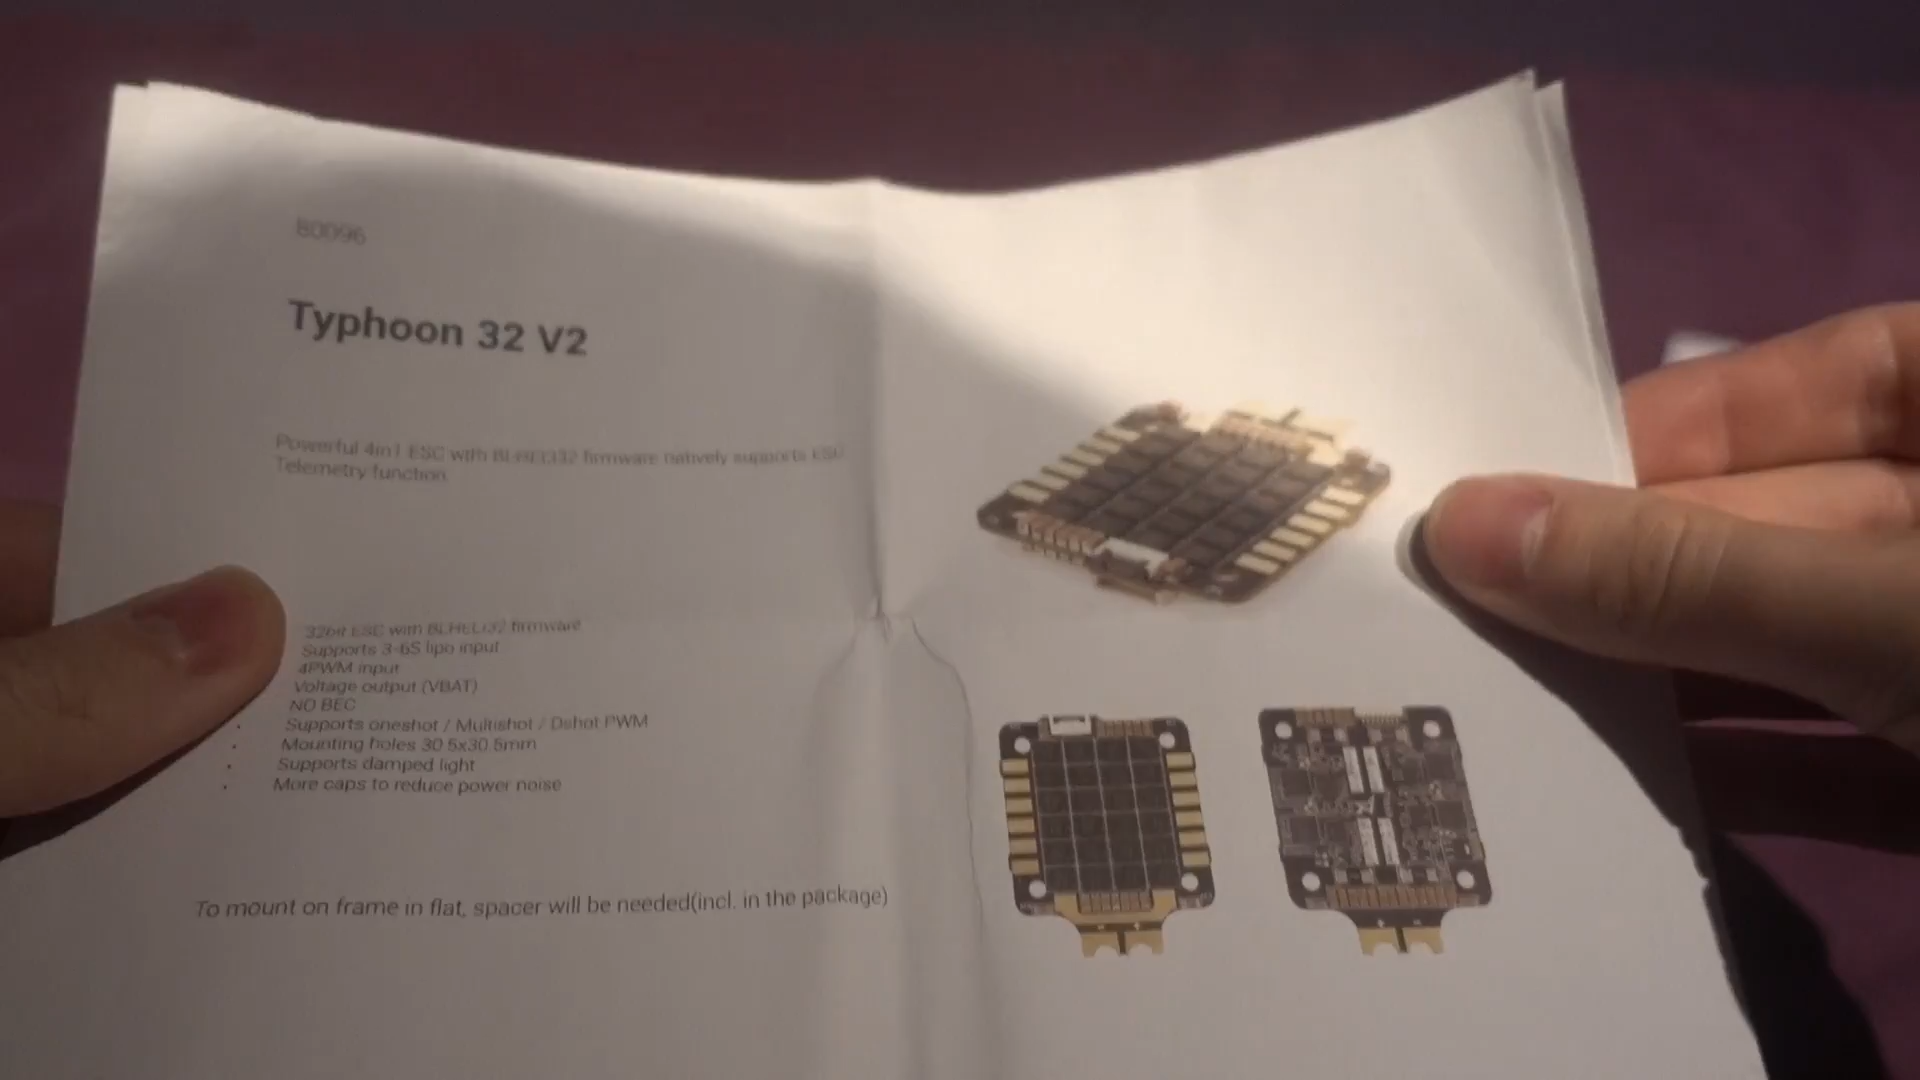 80096
Typhoon 32 V2
Powerful 4in1 ESC with BLHELI32 firmware natively supports ESC
Telemetry function
32bit ESC with BLHELI32 firmware
Supports 3-6S lipo input
4PWM input
Voltage output (VBAT)
NO BEC
· Supports oneshot / Multishot / Dshot PWM
· Mounting holes 30.5x30.5mm
· Supports damped light
· More caps to reduce power noise
To mount on frame in flat, spacer will be needed(incl. in the package)